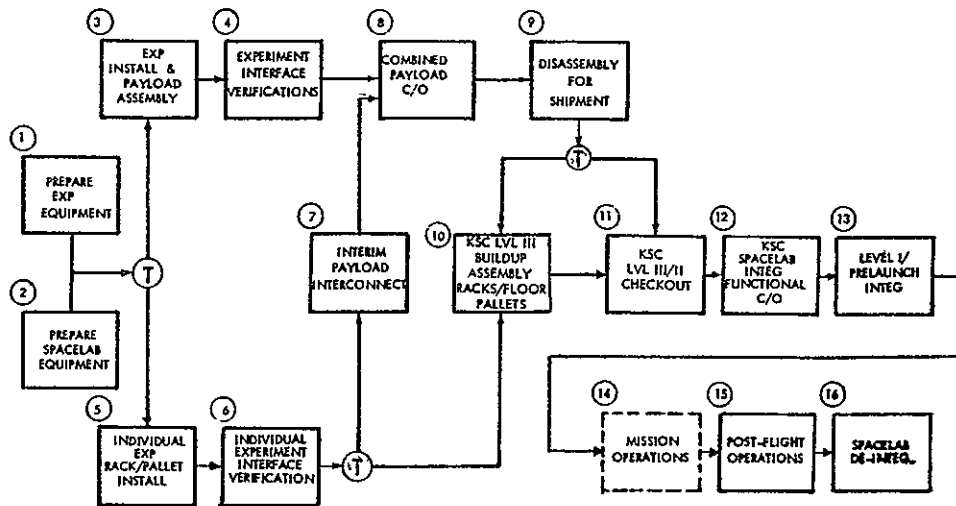 3
EXP
INSTALL &
PAYLOAD
ASSEMBLY
4
EXPERIMENT
INTERFACE
VERIFICATIONS
8
COMBINED
PAYLOAD
C/O
9
DISASSEMBLY
FOR
SHIPMENT
T
1
PREPARE
EXP
EQUIPMENT
T
2
PREPARE
SPACELAB
EQUIPMENT
7
INTERIM
PAYLOAD
INTERCONNECT
10
KSC LVL III
BUILDUP
ASSEMBLY
RACKS/FLOOR
PALLETS
11
KSC
LVL III/II
CHECKOUT
12
KSC
SPACELAB
INTEG
FUNCTIONAL
C/O
13
LEVEL I/
PRELAUNCH
INTEG
5
INDIVIDUAL
EXP
RACK/PALLET
INSTALL
6
INDIVIDUAL
EXPERIMENT
INTERFACE
VERIFICATION
T
14
MISSION
OPERATIONS
15
POST-FLIGHT
OPERATIONS
16
SPACELAB
DE-INTEG.